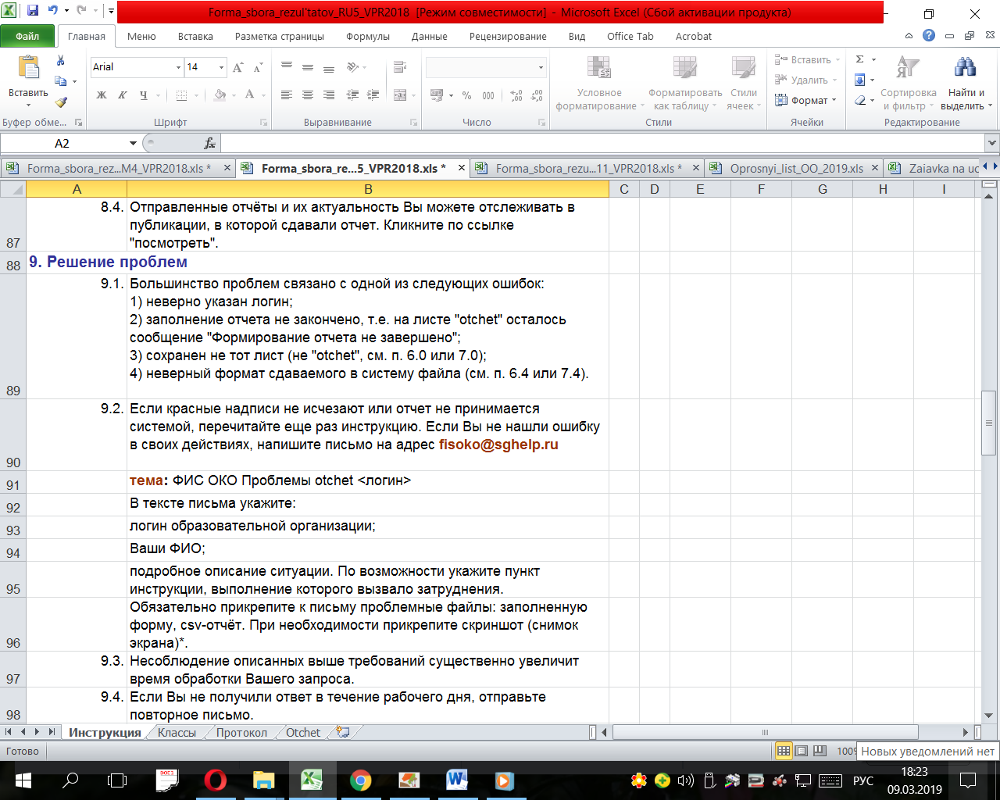 Forma_sbora_rezul'tatov_RU5_VPR2018 [Режим совместимости] - Microsoft Excel (Сбой активации продукта)
Файл Главная Меню Вставка Разметка страницы Формулы Данные Рецензирование Вид Office Tab Acrobat
Вставить
Буфер обме...
Arial 14
Ж К Ч
Шрифт
Выравнивание
% 000
Число
Условное форматирование
Форматировать как таблицу
Стили ячеек
Стили
Вставить
Удалить
Формат
Ячейки
Сортировка и фильтр
Найти и выделить
Редактирование
A2 fx
Forma_sbora_rez...M4_VPR2018.xls * Forma_sbora_re...5_VPR2018.xls * Forma_sbora_rezu...11_VPR2018.xls * Oprosnyi_list_OO_2019.xls Zaiavka na uc
A B C D E F G H I
87 8.4. Отправленные отчёты и их актуальность Вы можете отслеживать в
публикации, в которой сдавали отчет. Кликните по ссылке
"посмотреть".
88 9. Решение проблем
89 9.1. Большинство проблем связано с одной из следующих ошибок:
1) неверно указан логин;
2) заполнение отчета не закончено, т.е. на листе "otchet" осталось
сообщение "Формирование отчета не завершено";
3) сохранен не тот лист (не "otchet", см. п. 6.0 или 7.0);
4) неверный формат сдаваемого в систему файла (см. п. 6.4 или 7.4).
90 9.2. Если красные надписи не исчезают или отчет не принимается
системой, перечитайте еще раз инструкцию. Если Вы не нашли ошибку
в своих действиях, напишите письмо на адрес fisoko@sghelp.ru
91 тема: ФИС ОКО Проблемы otchet <логин>
92 В тексте письма укажите:
93 логин образовательной организации;
94 Ваши ФИО;
95 подробное описание ситуации. По возможности укажите пункт
инструкции, выполнение которого вызвало затруднения.
96 Обязательно прикрепите к письму проблемные файлы: заполненную
форму, csv-отчёт. При необходимости прикрепите скриншот (снимок
экрана)*.
97 9.3. Несоблюдение описанных выше требований существенно увеличит
время обработки Вашего запроса.
98 9.4. Если Вы не получили ответ в течение рабочего дня, отправьте
повторное письмо.
Инструкция Классы Протокол Otchet
Готово 100% Новых уведомлений нет
РУС 18:23
09.03.2019